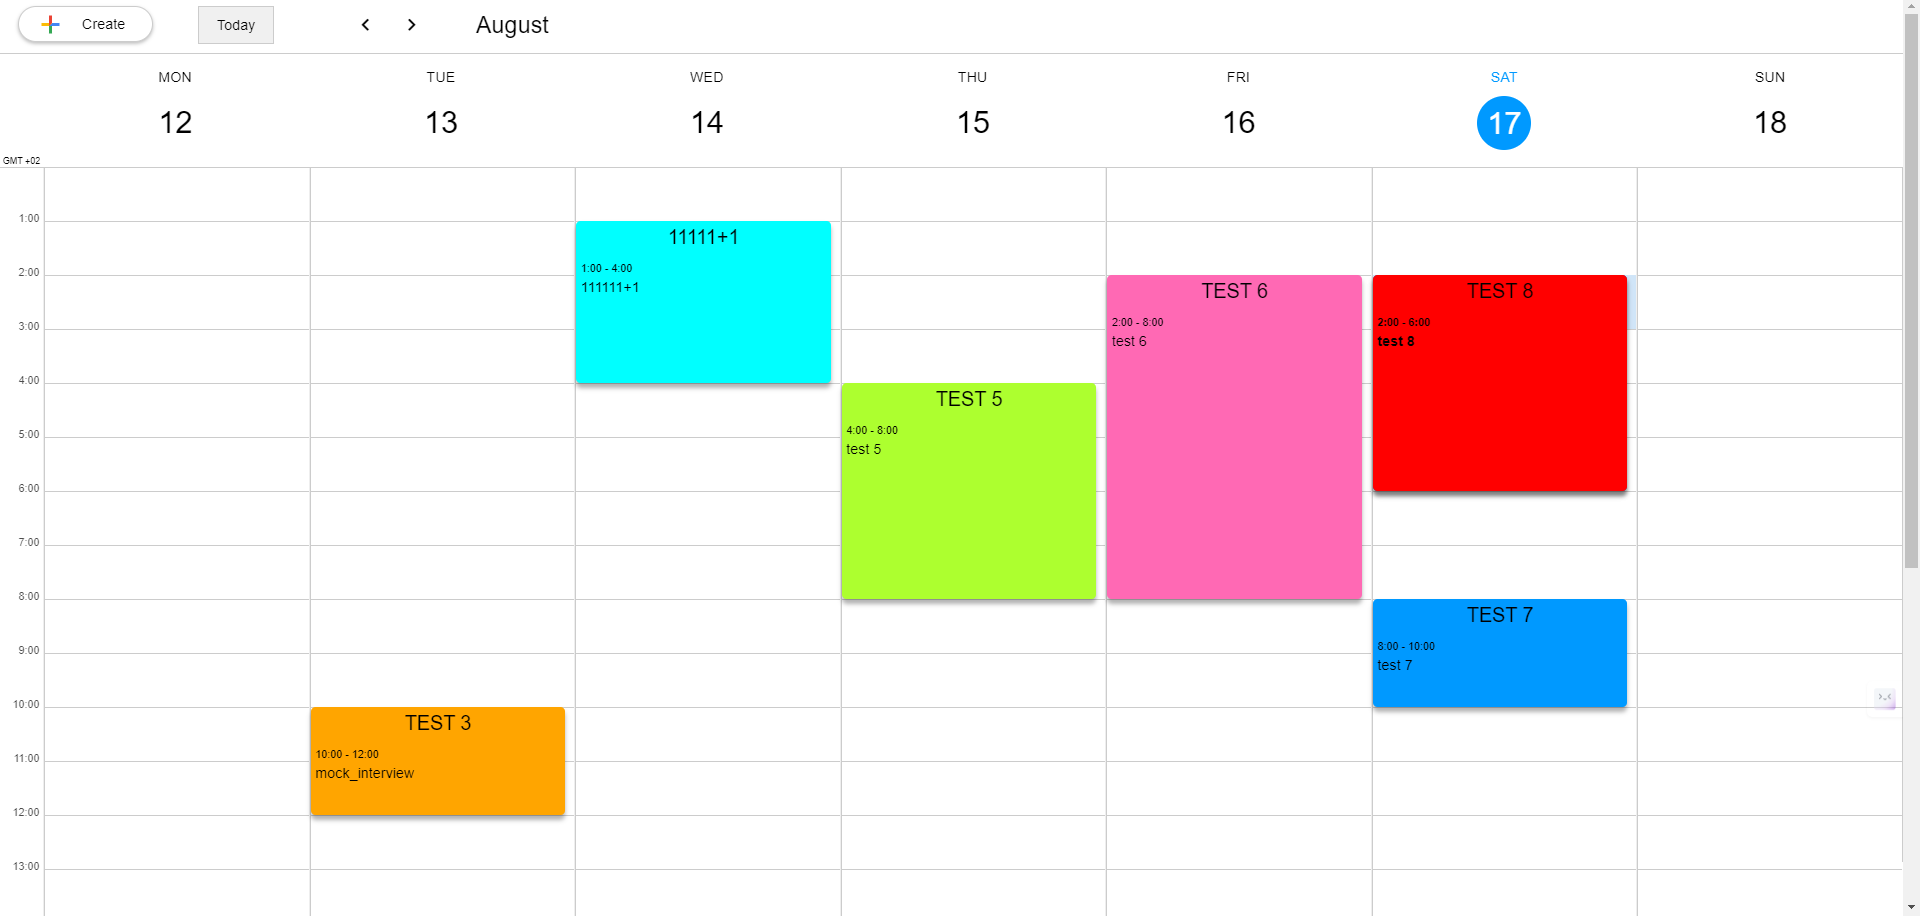 Create
Today
August
MON TUE WED THU FRI SAT SUN
12 13 14 15 16 17 18
GMT +02
1:00
2:00
3:00
4:00
5:00
6:00
7:00
8:00
9:00
10:00
11:00
12:00
13:00
TEST 3
10:00 - 12:00
mock_interview
11111+1
1:00 - 4:00
111111+1
TEST 5
4:00 - 8:00
test 5
TEST 6
2:00 - 8:00
test 6
TEST 8
2:00 - 6:00
test 8
TEST 7
8:00 - 10:00
test 7